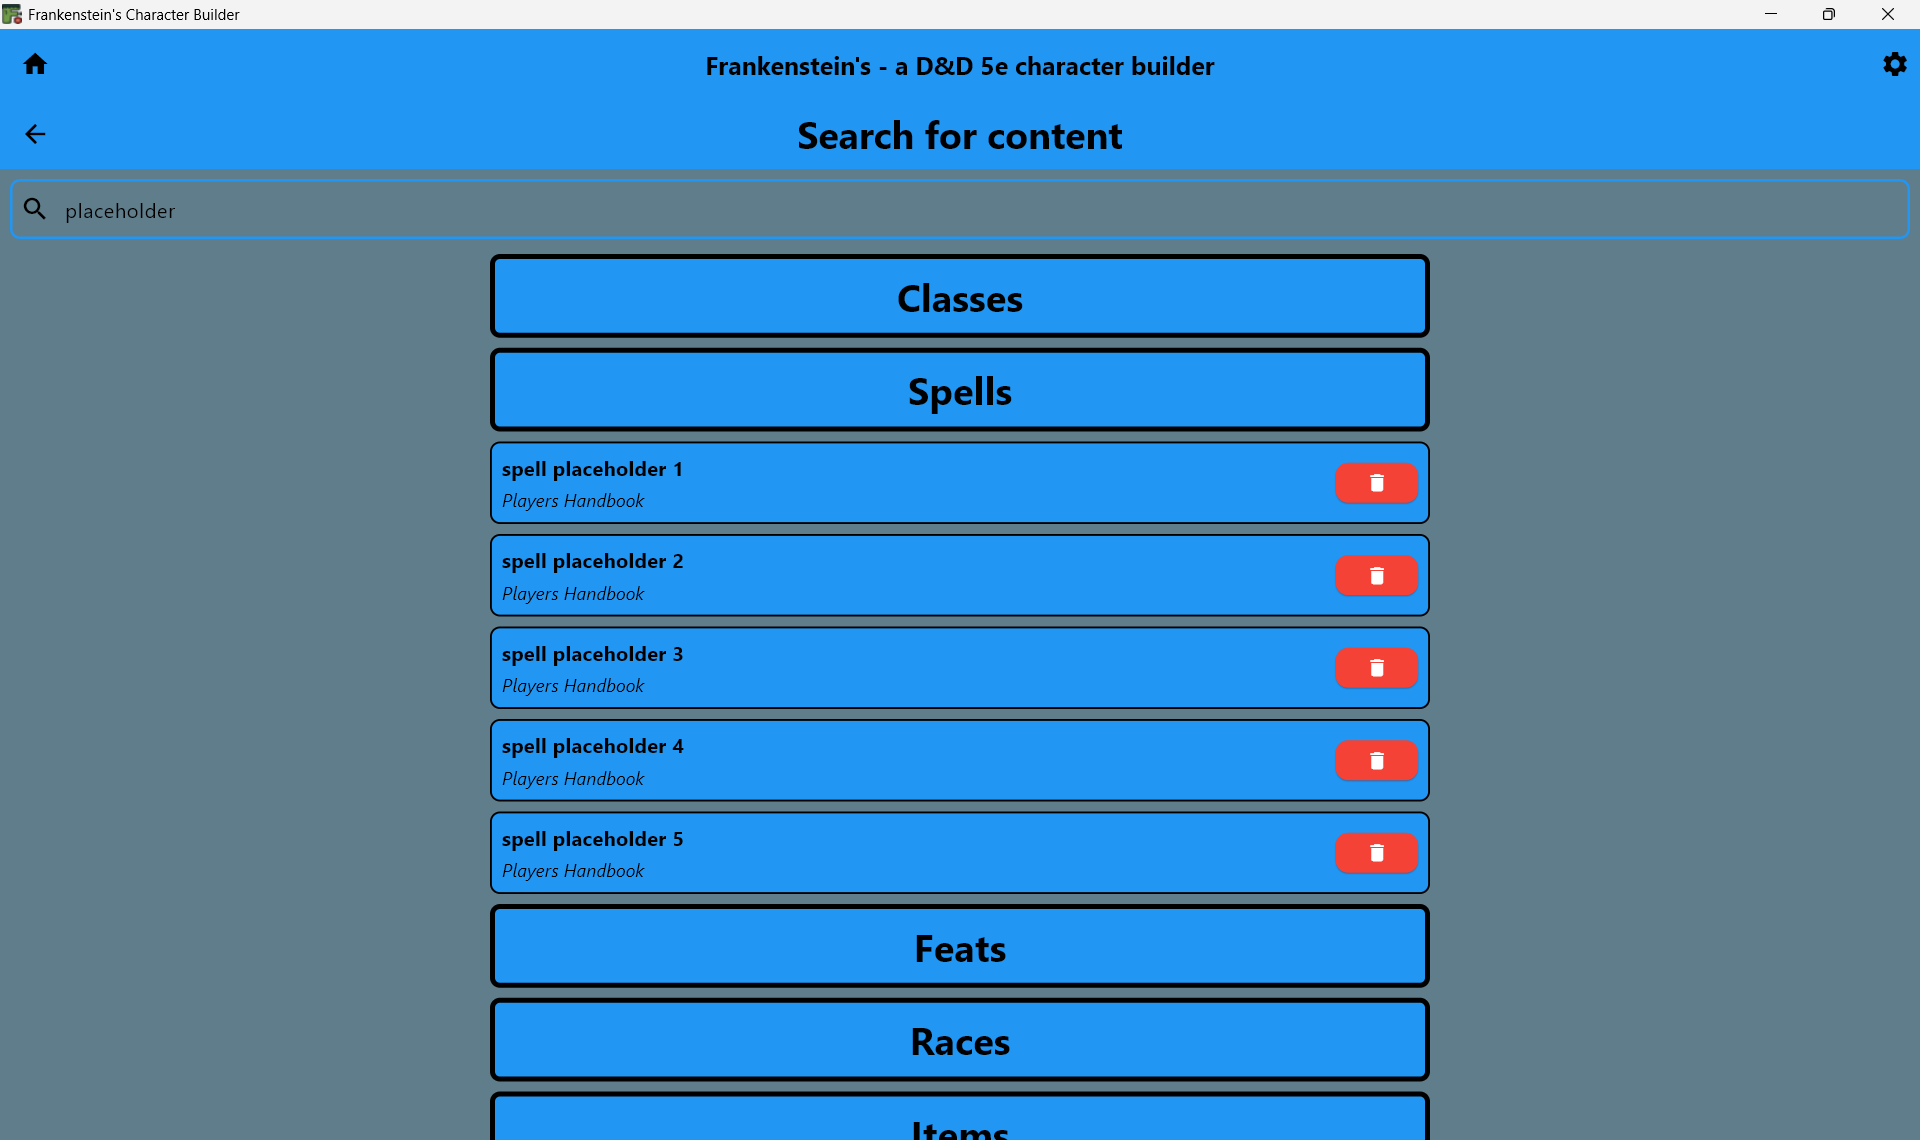 Frankenstein's Character Builder
Frankenstein's - a D&D 5e character builder
Search for content
placeholder
Classes
Spells
spell placeholder 1
Players Handbook
spell placeholder 2
Players Handbook
spell placeholder 3
Players Handbook
spell placeholder 4
Players Handbook
spell placeholder 5
Players Handbook
Feats
Races
Items